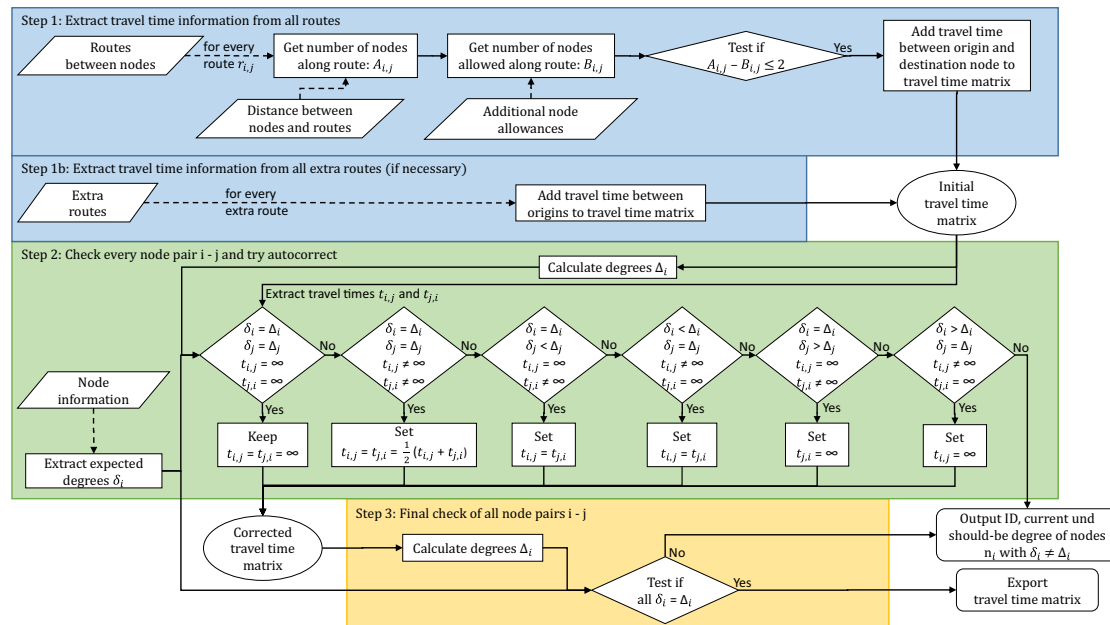 Step 1: Extract travel time information from all routes
Routes
between nodes
for every
route r_{i,j}
Get number of nodes
along route: A_{i,j}
Get number of nodes
allowed along route: B_{i,j}
Test if
A_{i,j} – B_{i,j} ≤ 2
Yes
Add travel time
between origin and
destination node to
travel time matrix
Distance between
nodes and routes
Additional node
allowances
Step 1b: Extract travel time information from all extra routes (if necessary)
Extra
routes
for every
extra route
Add travel time between
origins to travel time matrix
Initial
travel time
matrix
Step 2: Check every node pair i - j and try autocorrect
Calculate degrees Δ_i
Extract travel times t_{i,j} and t_{j,i}
δ_i = Δ_i
δ_j = Δ_j
t_{i,j} = ∞
t_{j,i} = ∞
No
δ_i = Δ_i
δ_j = Δ_j
t_{i,j} ≠ ∞
t_{j,i} ≠ ∞
No
δ_i = Δ_i
δ_j < Δ_j
t_{i,j} = ∞
t_{j,i} ≠ ∞
No
δ_i < Δ_i
δ_j = Δ_j
t_{i,j} ≠ ∞
t_{j,i} = ∞
No
δ_i = Δ_i
δ_j > Δ_j
t_{i,j} = ∞
t_{j,i} ≠ ∞
No
δ_i > Δ_i
δ_j = Δ_j
t_{i,j} ≠ ∞
t_{j,i} = ∞
No
Node
information
Extract expected
degrees δ_i
Yes
Keep
t_{i,j} = t_{j,i} = ∞
Yes
Set
t_{i,j} = t_{j,i} = 1/2 (t_{i,j} + t_{j,i})
Yes
Set
t_{i,j} = t_{j,i}
Yes
Set
t_{i,j} = t_{j,i}
Yes
Set
t_{j,i} = ∞
Yes
Set
t_{i,j} = ∞
Step 3: Final check of all node pairs i - j
Corrected
travel time
matrix
Calculate degrees Δ_i
Test if
all δ_i = Δ_i
No
Output ID, current und
should-be degree of nodes
n_i with δ_i ≠ Δ_i
Yes
Export
travel time matrix